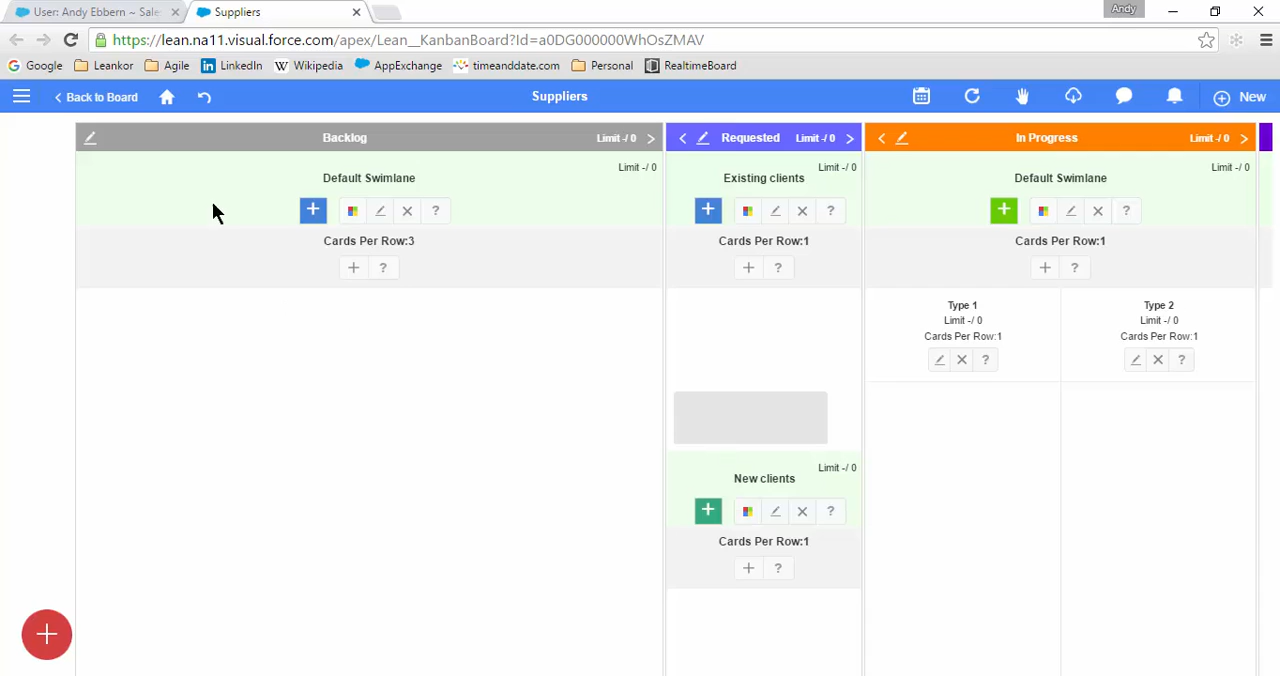 User: Andy Ebbern ~ Sale
Suppliers
Andy
https://lean.na11.visual.force.com/apex/Lean__KanbanBoard?Id=a0DG000000WhOsZMAV
Google Leankor Agile LinkedIn Wikipedia AppExchange timeanddate.com Personal RealtimeBoard
Back to Board Suppliers New
Backlog Limit -/ 0
Requested Limit -/ 0
In Progress Limit -/ 0
Limit -/ 0
Default Swimlane
?
Cards Per Row:3
+ ?
Limit -/ 0
Existing clients
+ ?
Cards Per Row:1
+ ?
Limit -/ 0
New clients
+ ?
Cards Per Row:1
+ ?
Limit -/ 0
Default Swimlane
+ ?
Cards Per Row:1
+ ?
Type 1
Limit -/ 0
Cards Per Row:1
?
Type 2
Limit -/ 0
Cards Per Row:1
?